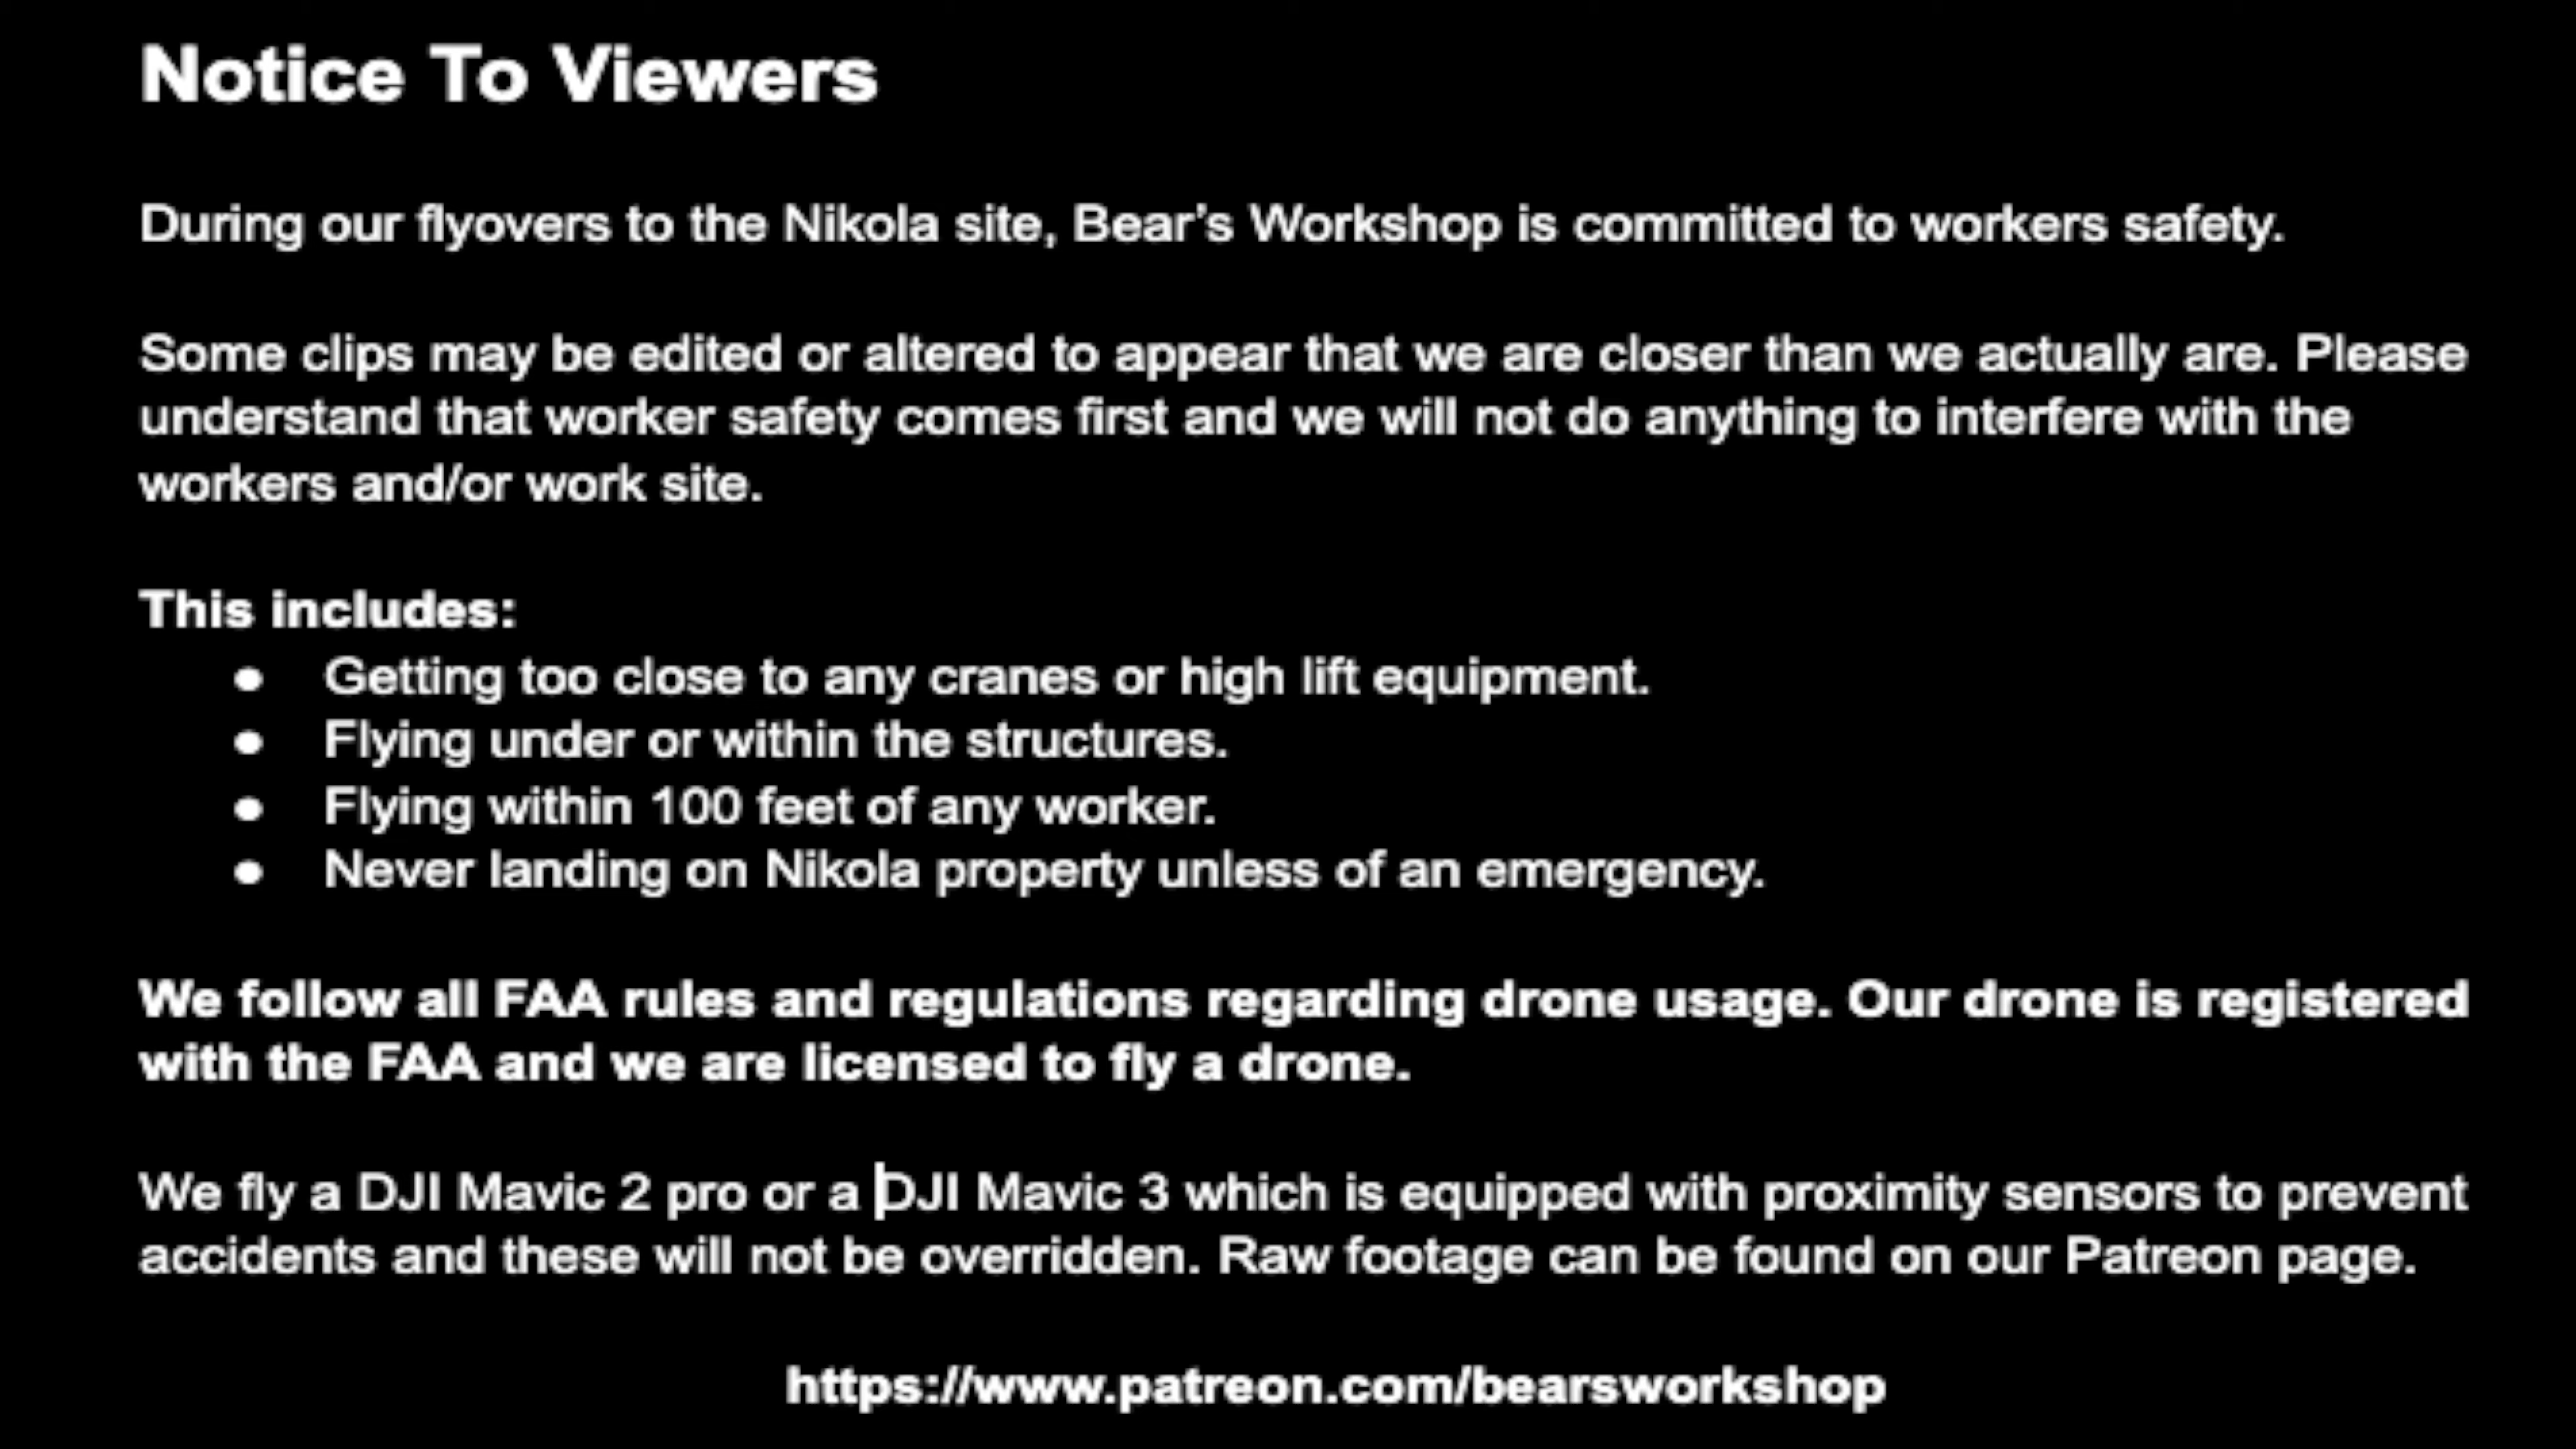 Notice To Viewers
During our flyovers to the Nikola site, Bear's Workshop is committed to workers safety.
Some clips may be edited or altered to appear that we are closer than we actually are. Please
understand that worker safety comes first and we will not do anything to interfere with the
workers and/or work site.
This includes:
● Getting too close to any cranes or high lift equipment.
● Flying under or within the structures.
● Flying within 100 feet of any worker.
● Never landing on Nikola property unless of an emergency.
We follow all FAA rules and regulations regarding drone usage. Our drone is registered
with the FAA and we are licensed to fly a drone.
We fly a DJI Mavic 2 pro or a DJI Mavic 3 which is equipped with proximity sensors to prevent
accidents and these will not be overridden. Raw footage can be found on our Patreon page.
https://www.patreon.com/bearsworkshop